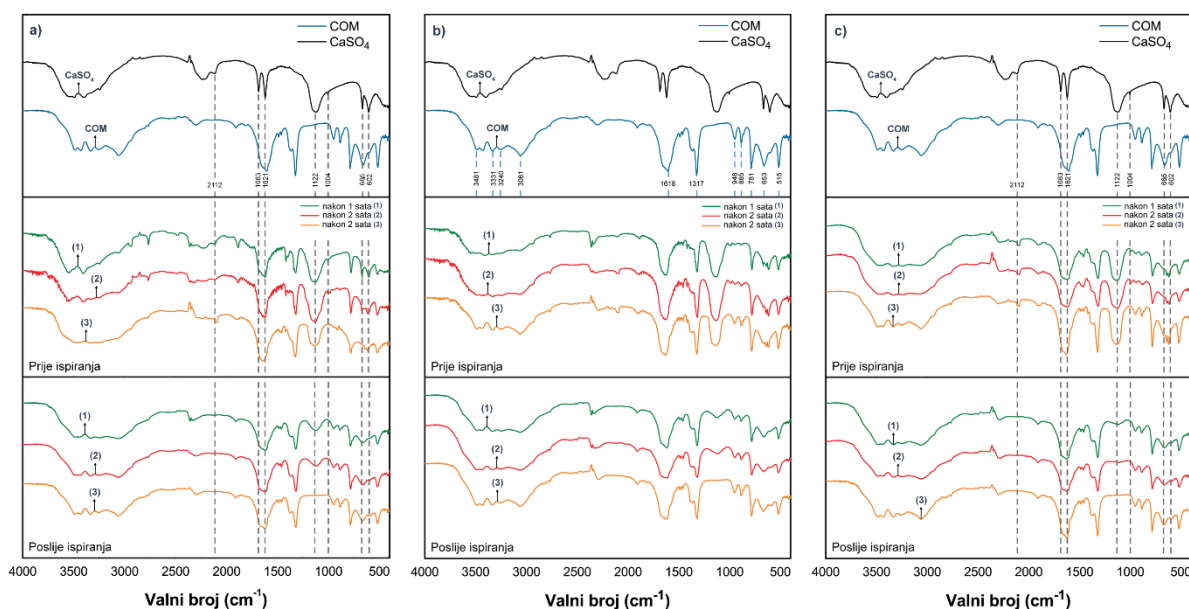 a)
COM
CaSO₄
CaSO₄
COM
2112
1683
1621
1122
1004
666
602
nakon 1 sata (1)
nakon 2 sata (2)
nakon 2 sata (3)
(1)
(2)
(3)
Prije ispiranja
(1)
(2)
(3)
Poslije ispiranja
4000 3500 3000 2500 2000 1500 1000 500
Valni broj (cm⁻¹)
b)
COM
CaSO₄
CaSO₄
COM
3481
3331
3240
3061
1616
1317
948
885
781
653
515
nakon 1 sata (1)
nakon 2 sata (2)
nakon 2 sata (3)
(1)
(2)
(3)
Prije ispiranja
(1)
(2)
(3)
Poslije ispiranja
4000 3500 3000 2500 2000 1500 1000 500
Valni broj (cm⁻¹)
c)
COM
CaSO₄
CaSO₄
COM
2112
1683
1621
1122
1004
666
602
nakon 1 sata (1)
nakon 2 sata (2)
nakon 2 sata (3)
(1)
(2)
(3)
Prije ispiranja
(1)
(2)
(3)
Poslije ispiranja
4000 3500 3000 2500 2000 1500 1000 500
Valni broj (cm⁻¹)